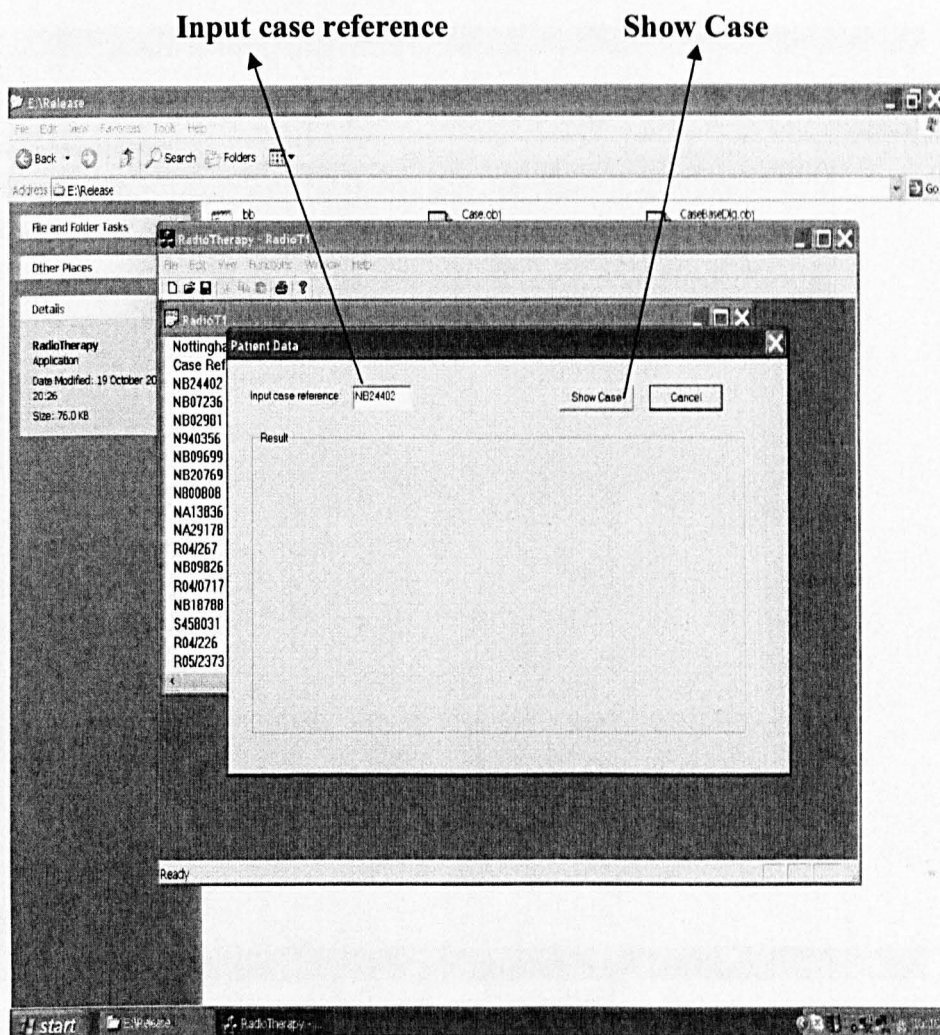 Input case reference Show Case
E:\Release
File Edit View Favorites Tools Help
Back Search Folders
Address E:\Release Go
File and Folder Tasks
Other Places
Details
RadioTherapy
Application
Date Modified: 19 October 20
20:26
Size: 76.0 KB
bb Case.obj CaseBaseDlg.obj
RadioTherapy - RadioT1
File Edit View Functions Window Help
RadioT1
Nottingha
Case Ref
NB24402
NB07236
NB02981
N940356
NB09699
NB20769
N800808
NA13836
NA29178
R04/267
NB09826
R04/0717
NB18788
S458031
R04/226
R05/2373
Patient Data
Input case reference: NB24402 Show Case Cancel
Result
Ready
start E:\Release RadioTherapy - ...